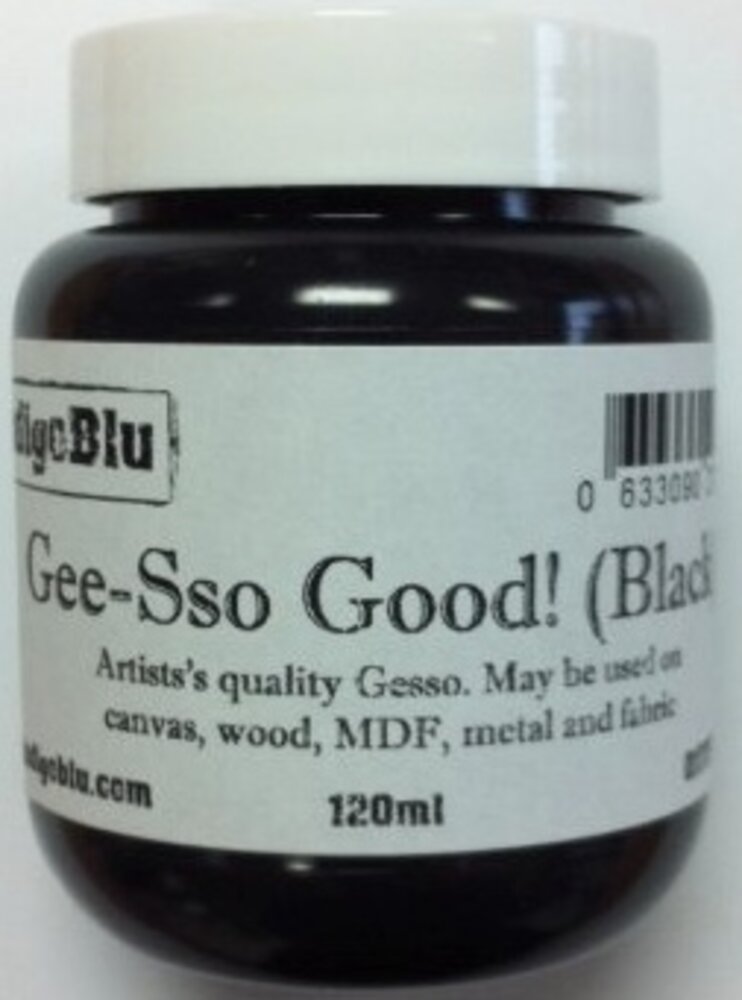 digoBlu
0 633090
Gee-Sso Good! (Black
Artists's quality Gesso. May be used on
canvas, wood, MDF, metal and fabric
digoblu.com
120ml